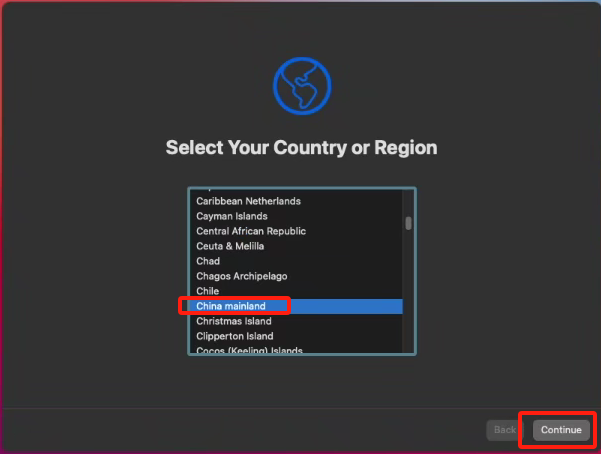 Select Your Country or Region
Caribbean Netherlands
Cayman Islands
Central African Republic
Ceuta & Melilla
Chad
Chagos Archipelago
Chile
China mainland
Christmas Island
Clipperton Island
Cocos (Keeling) Islands
Back
Continue